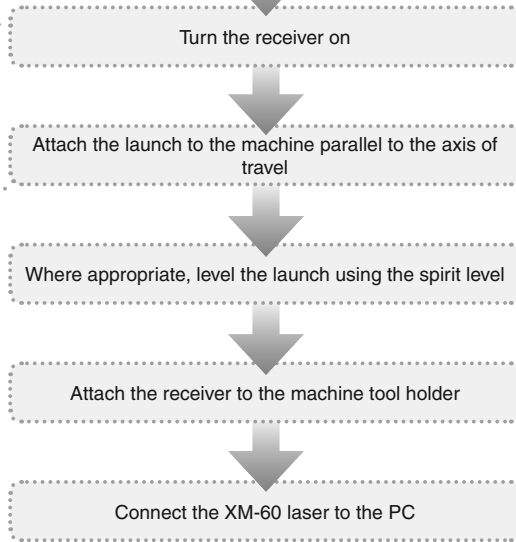 Turn the receiver on
Attach the launch to the machine parallel to the axis of
travel
Where appropriate, level the launch using the spirit level
Attach the receiver to the machine tool holder
Connect the XM-60 laser to the PC